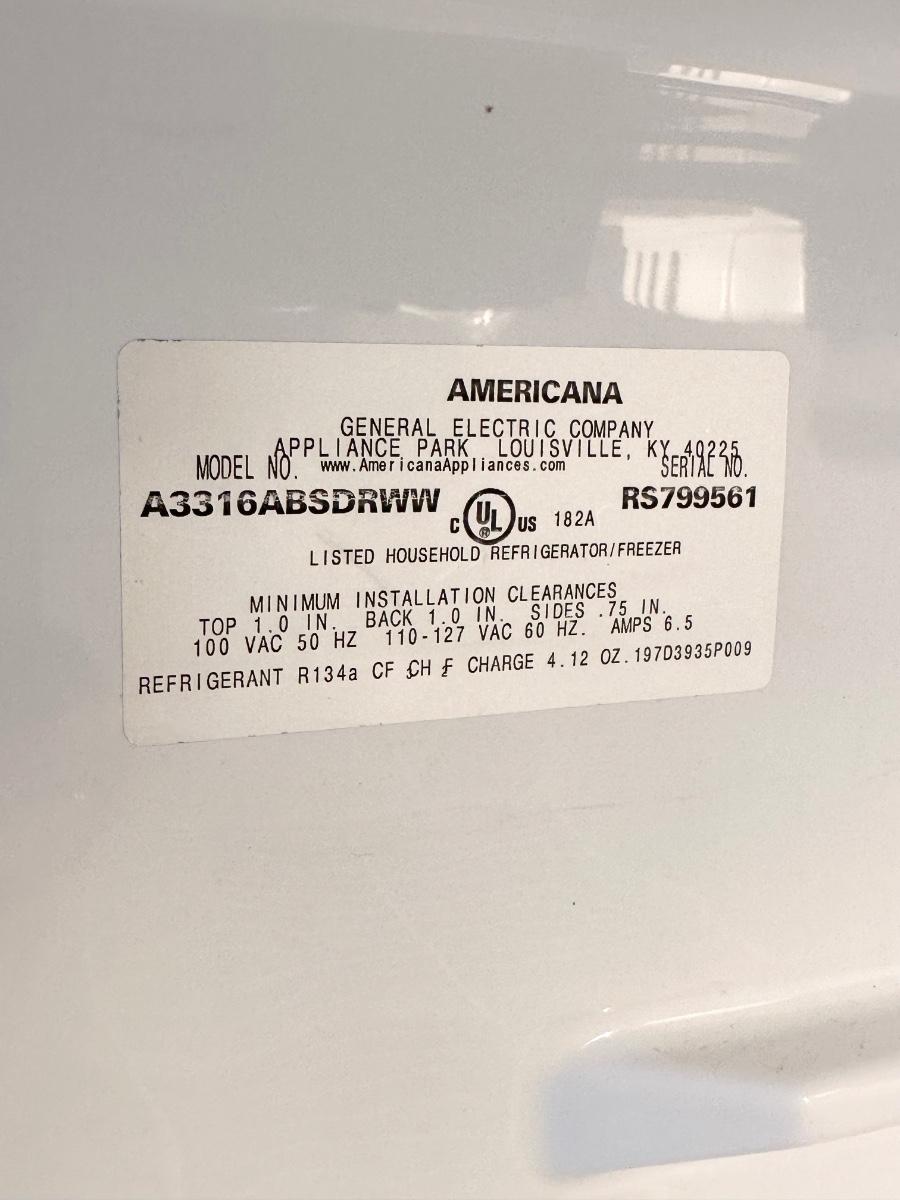 AMERICANA
GENERAL ELECTRIC COMPANY
APPLIANCE PARK LOUISVILLE, KY 40225
MODEL NO. www.AmericanaAppliances.com SERIAL NO.
A3316ABSDRWW C UL ® US 182A RS799561
LISTED HOUSEHOLD REFRIGERATOR/FREEZER
MINIMUM INSTALLATION CLEARANCES
TOP 1.0 IN. BACK 1.0 IN. SIDES .75 IN.
100 VAC 50 HZ 110-127 VAC 60 HZ. AMPS 6.5
REFRIGERANT R134a CF CH F CHARGE 4.12 OZ. 197D3935P009